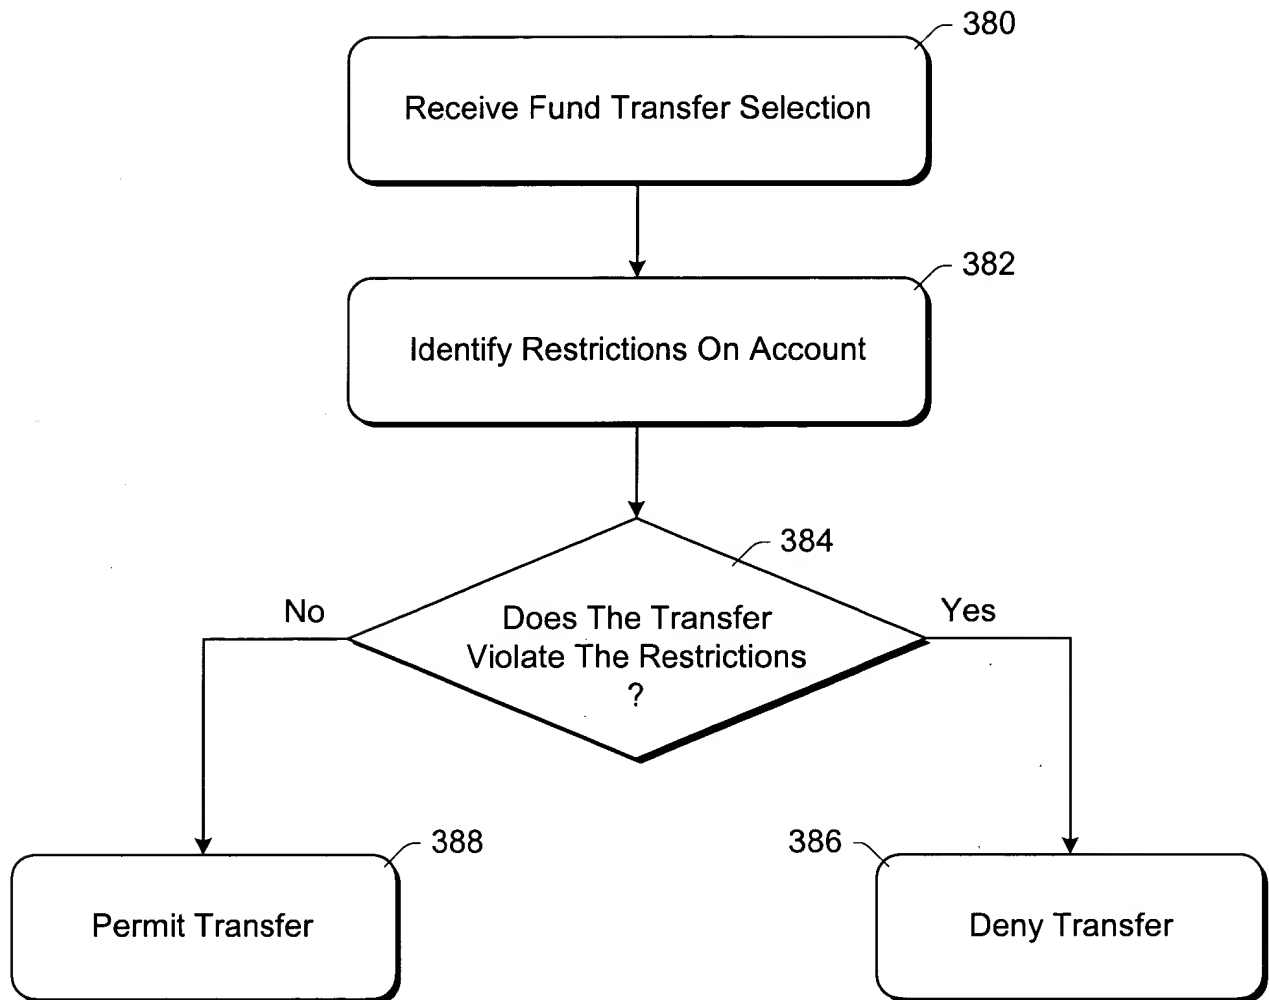 380
Receive Fund Transfer Selection
382
Identify Restrictions On Account
384
No
Yes
Does The Transfer
Violate The Restrictions
?
388
386
Permit Transfer
Deny Transfer